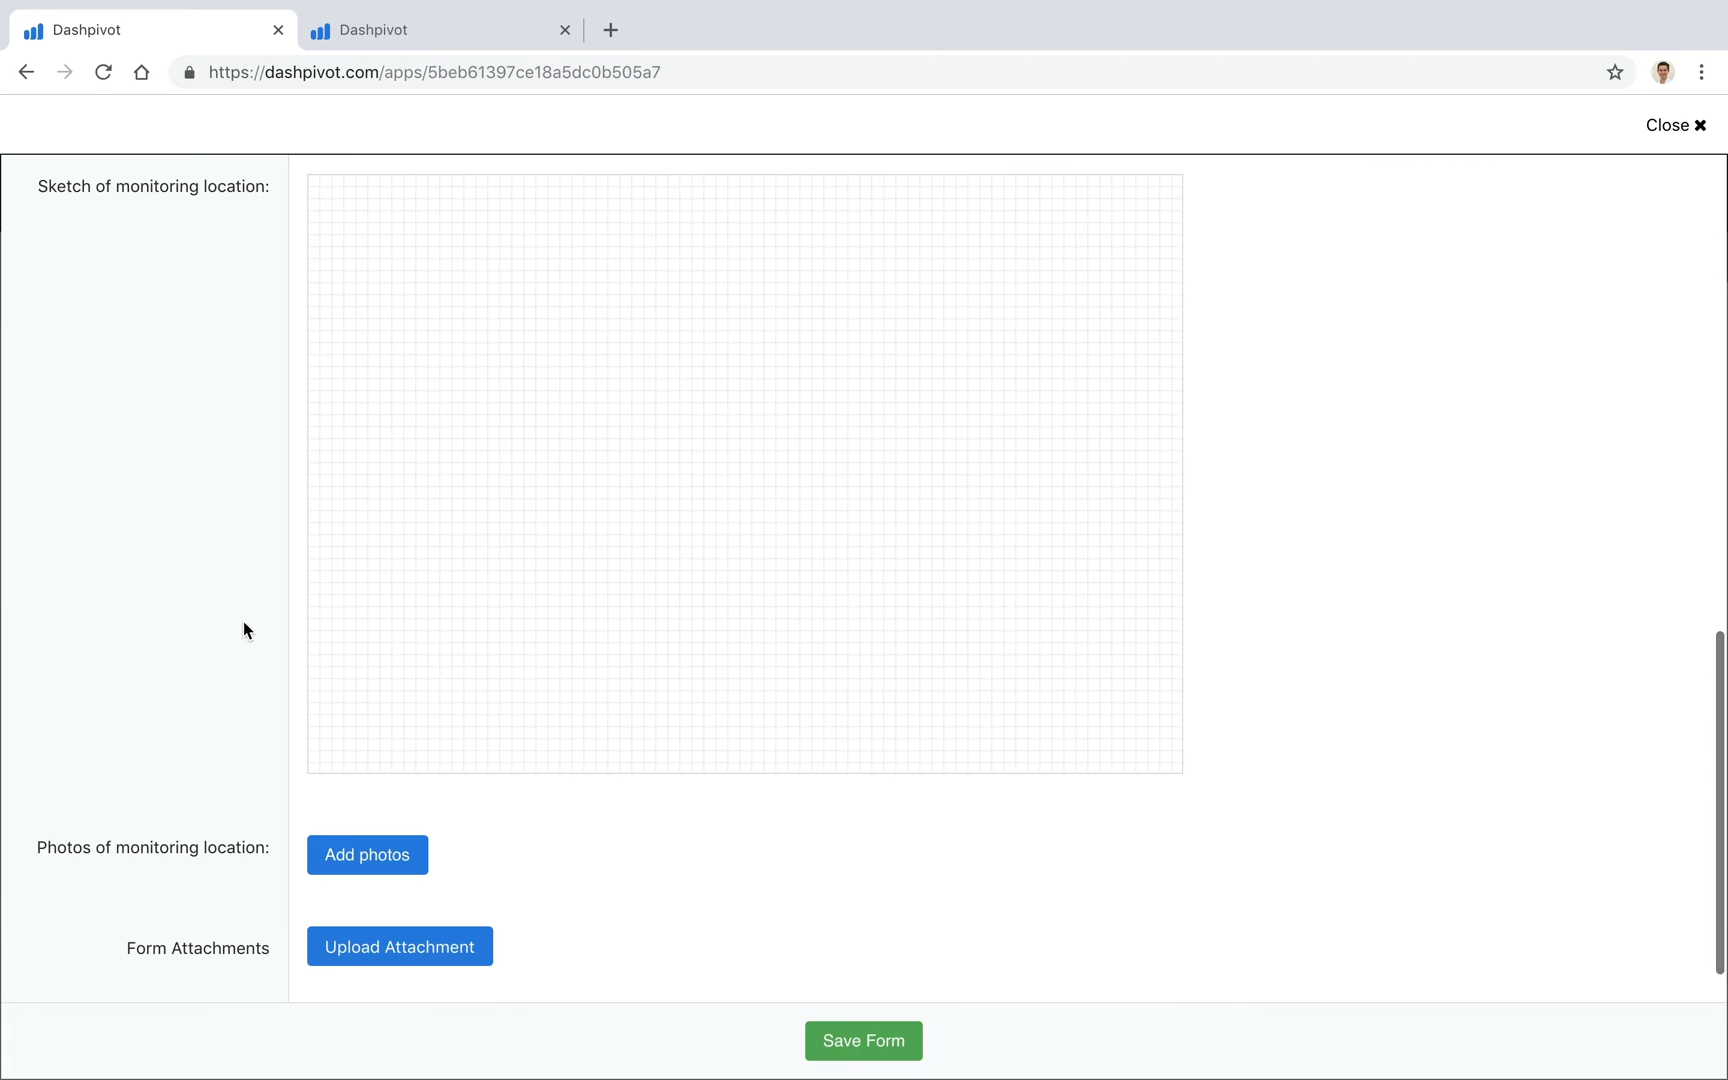 Dashpivot
Dashpivot
https://dashpivot.com/apps/5beb61397ce18a5dc0b505a7
Close ✖
Sketch of monitoring location:
Photos of monitoring location:
Add photos
Form Attachments
Upload Attachment
Save Form